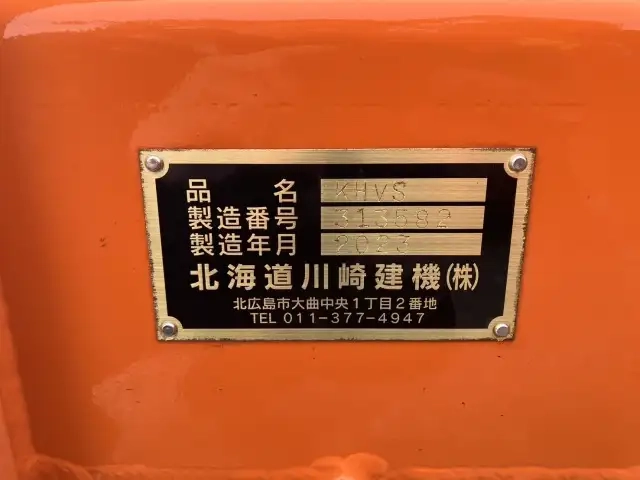 品 名 KHVS
製造番号 313582
製造年月 2023
北海道川崎建機(株)
北広島市大曲中央1丁目2番地
TEL 011-377-4947